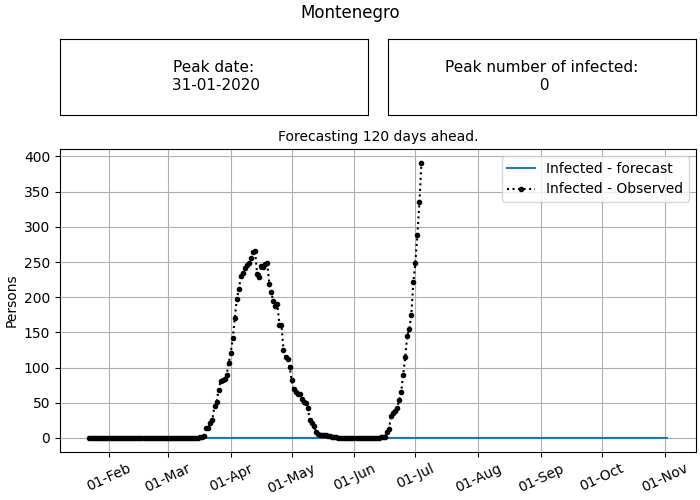 Montenegro
Peak date:
31-01-2020
Peak number of infected:
0
Forecasting 120 days ahead.
Infected - forecast
Infected - Observed
Persons
400
350
300
250
200
150
100
50
0
01-Feb
01-Mar
01-Apr
01-May
01-Jun
01-Jul
01-Aug
01-Sep
01-Oct
01-Nov